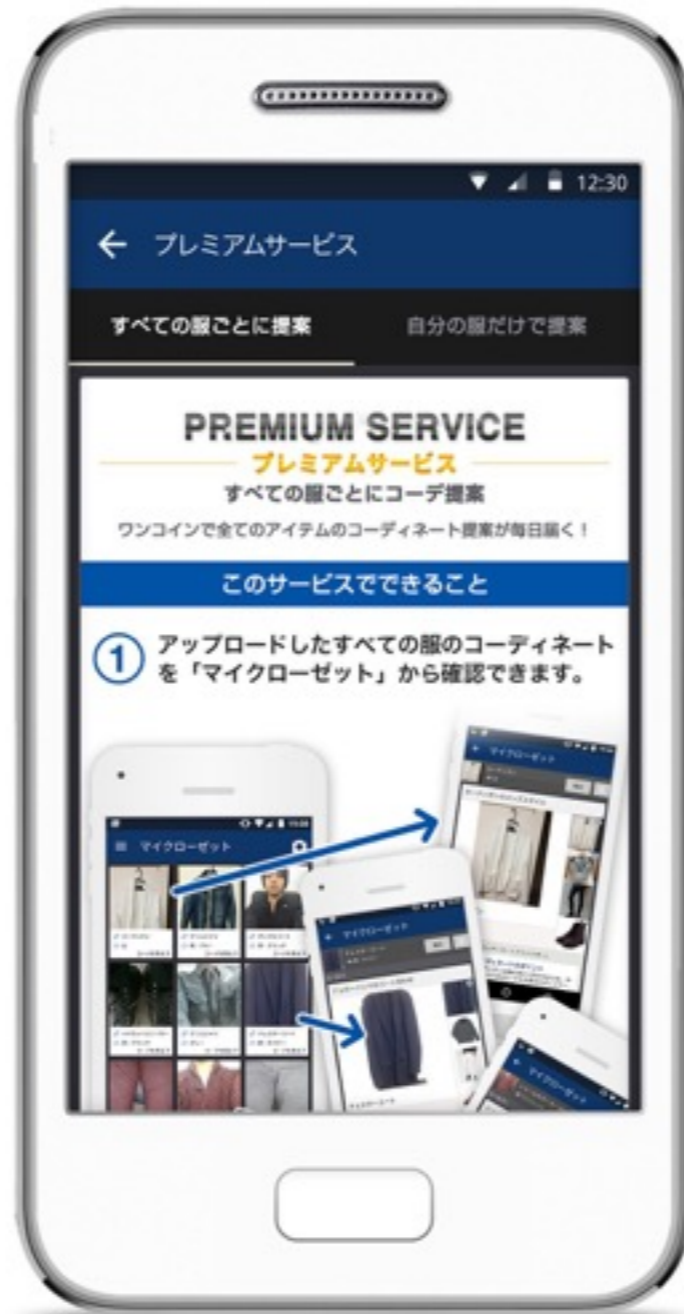 12:30
プレミアムサービス
すべての服ごとに提案
自分の服だけで提案
PREMIUM SERVICE
プレミアムサービス
すべての服ごとにコーデ提案
ワンコインで全てのアイテムのコーディネート提案が毎日届く！
このサービスでできること
① アップロードしたすべての服のコーディネート
を「マイクローゼット」から確認できます。
マイクローゼット
マイクローゼット
マイクローゼット
マイクローゼット